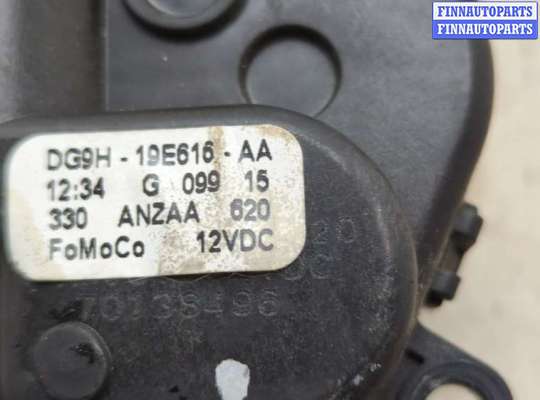 FINNAUTOPARTS
FINNAUTOPARTS
DG9H - 19E616 - AA
12:34 G 099 15
330 ANZAA 620
FoMoCo 12VDC